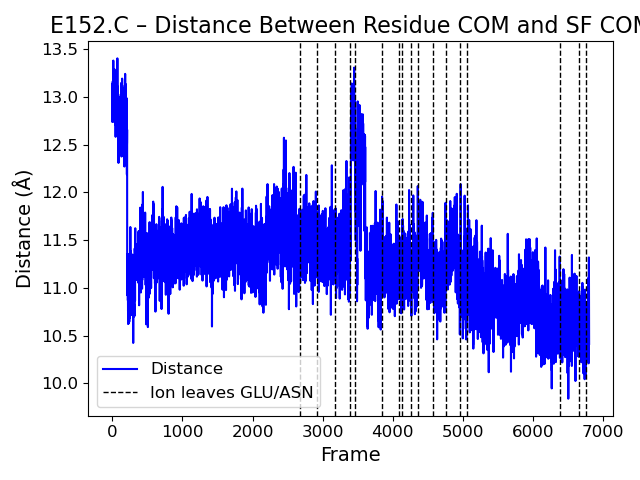 E152.C – Distance Between Residue COM and SF COM
13.5
13.0
12.5
12.0
11.5
11.0
10.5
10.0
Distance (Å)
Distance
Ion leaves GLU/ASN
0 1000 2000 3000 4000 5000 6000 7000
Frame